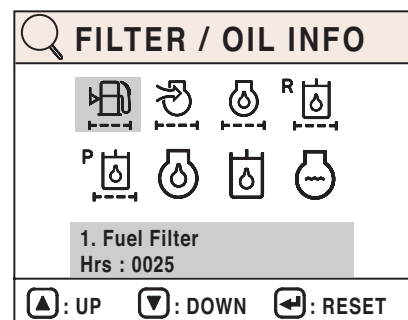 FILTER / OIL INFO
R
P
1. Fuel Filter
Hrs : 0025
: UP : DOWN : RESET